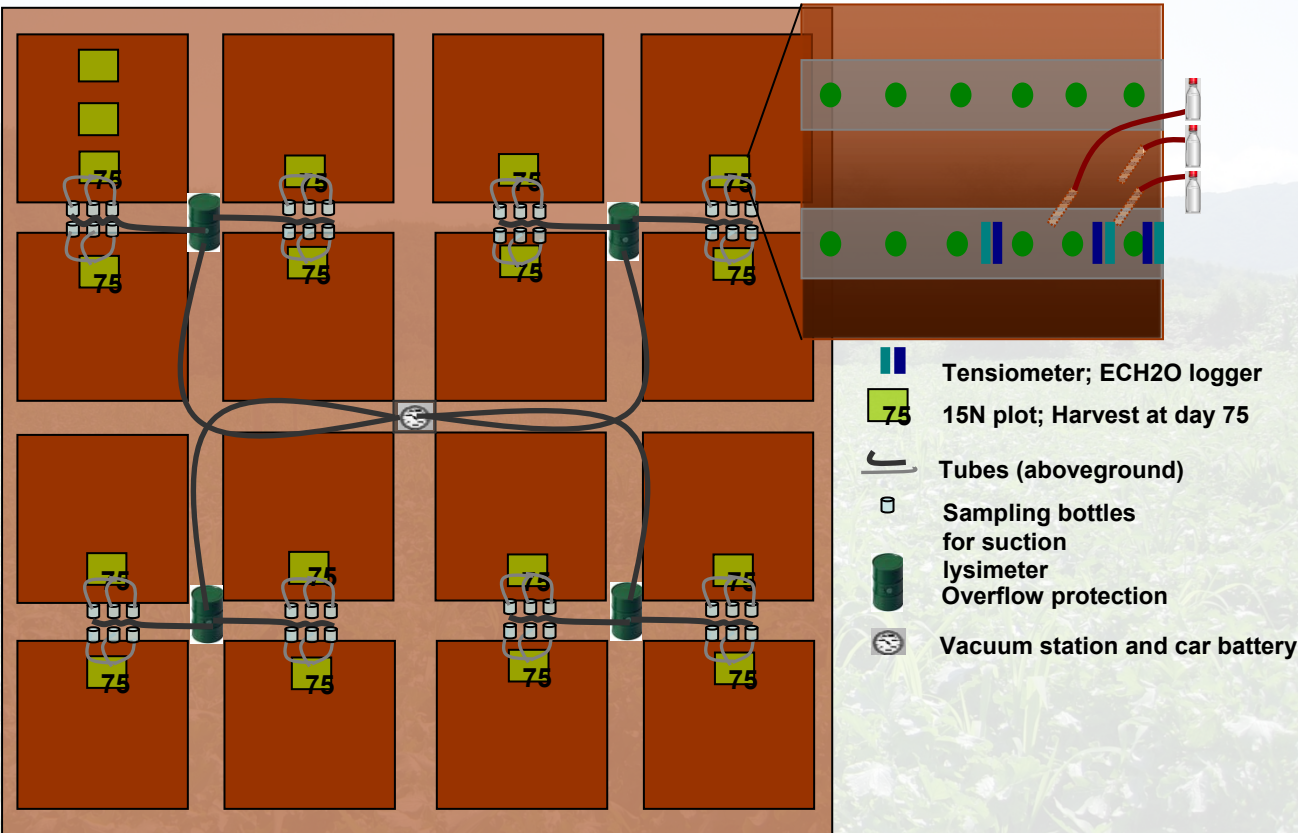 75
75
75
75
75
75
75
75
Tensiometer; ECH2O logger
75
15N plot; Harvest at day 75
Tubes (aboveground)
Sampling bottles
for suction
lysimeter
Overflow protection
Vacuum station and car battery
75
75
75
75
75
75
75
75